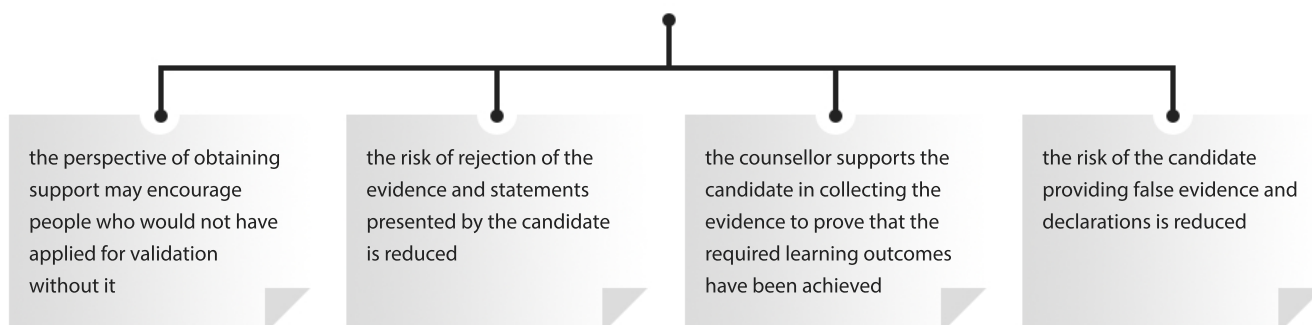 the perspective of obtaining
support may encourage
people who would not have
applied for validation
without it
the risk of rejection of the
evidence and statements
presented by the candidate
is reduced
the counsellor supports the
candidate in collecting the
evidence to prove that the
required learning outcomes
have been achieved
the risk of the candidate
providing false evidence and
declarations is reduced